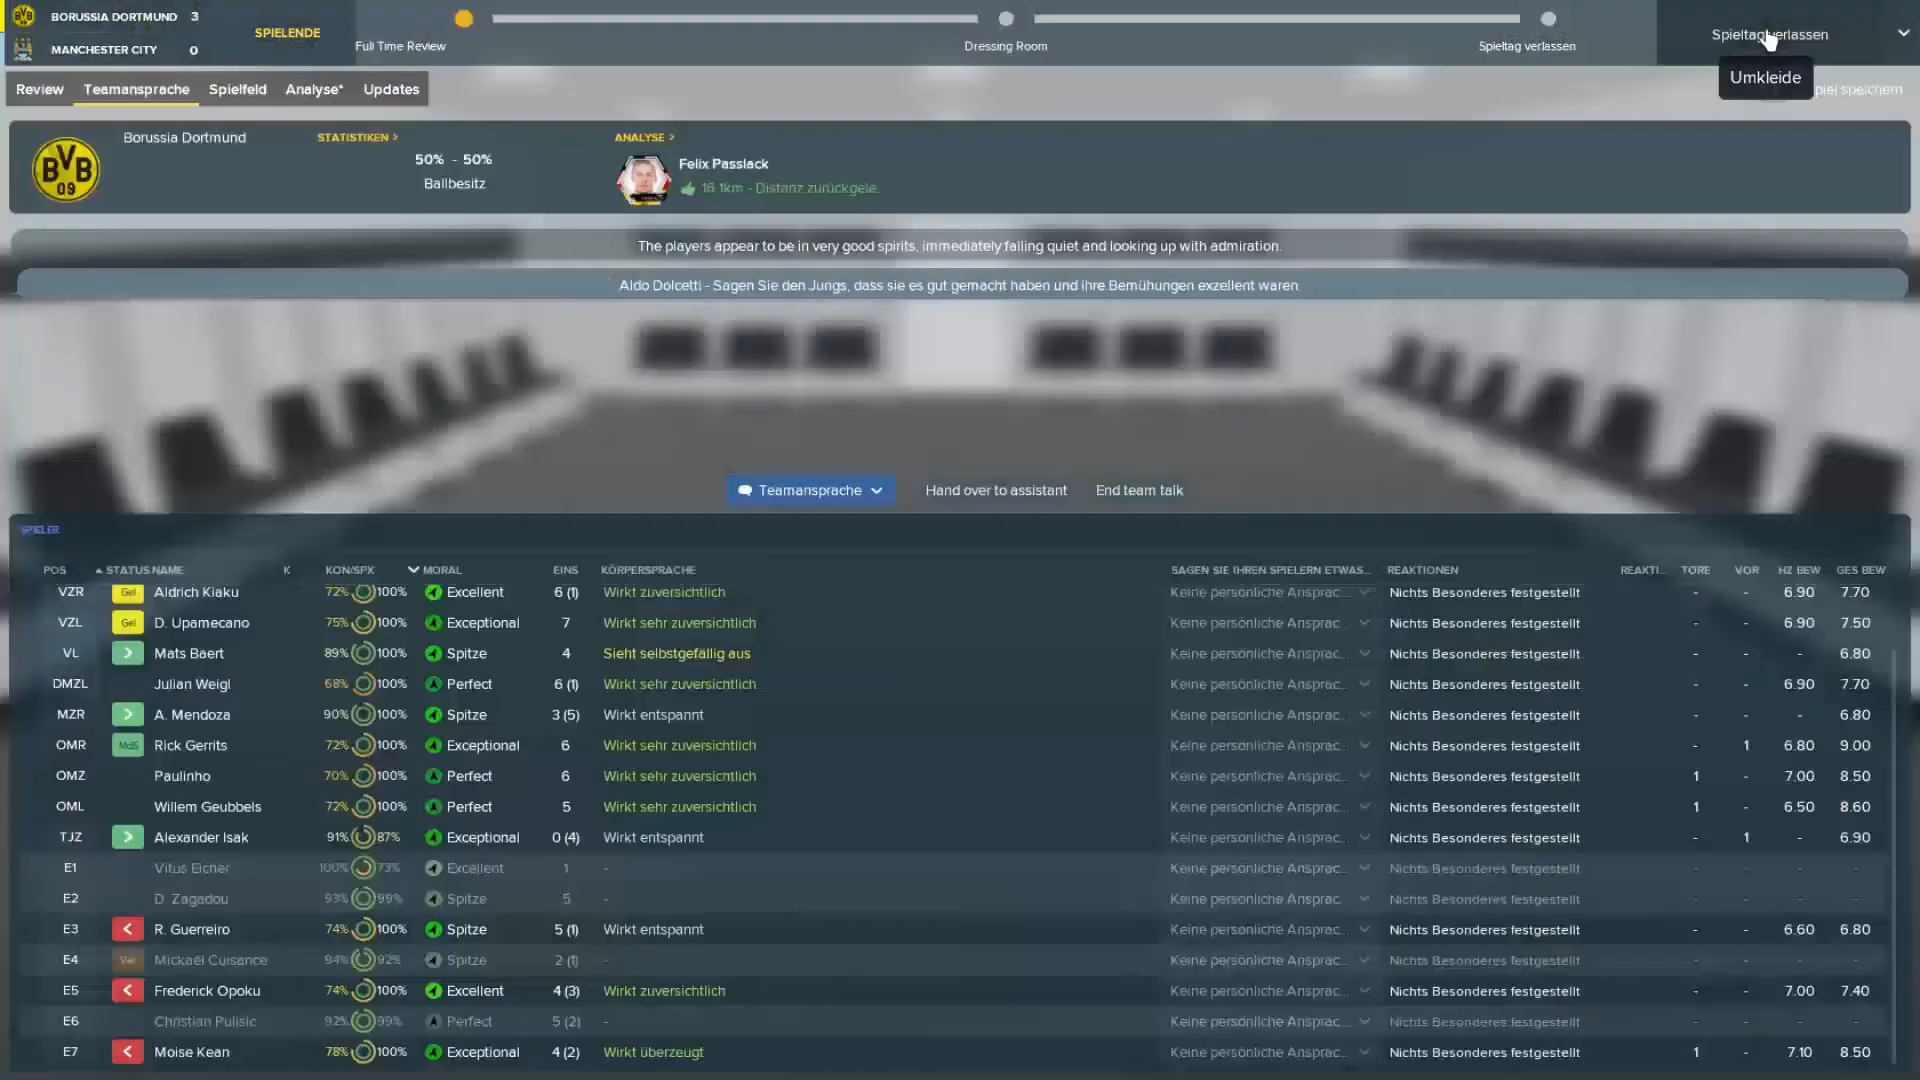 BORUSSIA DORTMUND 3
MANCHESTER CITY 0
SPIELENDE
Full Time Review
Dressing Room
Spieltag verlassen
Spieltag verlassen
Umkleide
piel speichern
Review Teamansprache Spielfeld Analyse* Updates
Borussia Dortmund
STATISTIKEN >
50% - 50%
Ballbesitz
ANALYSE >
Felix Passlack
16.1km - Distanz zurückgele.
The players appear to be in very good spirits, immediately falling quiet and looking up with admiration.
Aldo Dolcetti - Sagen Sie den Jungs, dass sie es gut gemacht haben und ihre Bemühungen exzellent waren
Teamansprache Hand over to assistant End team talk
SPIELER
POS STATUS NAME K KON/SPX MORAL EINS KÖRPERSPRACHE SAGEN SIE IHREN SPIELERN ETWAS... REAKTIONEN REAKTI... TORE VOR HZ BEW GES BEW
VZR Gel Aldrich Kiaku 72% 100% Excellent 6 (1) Wirkt zuversichtlich Keine persönliche Ansprac... Nichts Besonderes festgestellt - - 6.90 7.70
VZL Gel D. Upamecano 75% 100% Exceptional 7 Wirkt sehr zuversichtlich Keine persönliche Ansprac... Nichts Besonderes festgestellt - - 6.90 7.50
VL Mats Baert 89% 100% Spitze 4 Sieht selbstgefällig aus Keine persönliche Ansprac... Nichts Besonderes festgestellt - - - 6.80
DMZL Julian Weigl 68% 100% Perfect 6 (1) Wirkt sehr zuversichtlich Keine persönliche Ansprac... Nichts Besonderes festgestellt - - 6.90 7.70
MZR A. Mendoza 90% 100% Spitze 3 (5) Wirkt entspannt Keine persönliche Ansprac... Nichts Besonderes festgestellt - - - 6.80
OMR MdS Rick Gerrits 72% 100% Exceptional 6 Wirkt sehr zuversichtlich Keine persönliche Ansprac... Nichts Besonderes festgestellt - 1 6.80 9.00
OMZ Paulinho 70% 100% Perfect 6 Wirkt sehr zuversichtlich Keine persönliche Ansprac... Nichts Besonderes festgestellt 1 - 7.00 8.50
OML Willem Geubbels 72% 100% Perfect 5 Wirkt sehr zuversichtlich Keine persönliche Ansprac... Nichts Besonderes festgestellt 1 - 6.50 8.60
TJZ Alexander Isak 91% 87% Exceptional 0 (4) Wirkt entspannt Keine persönliche Ansprac... Nichts Besonderes festgestellt - 1 - 6.90
E1 Vitus Eicher 100% 73% Excellent 1 - Keine persönliche Ansprac... Nichts Besonderes festgestellt - - - -
E2 D. Zagadou 93% 99% Spitze 5 - Keine persönliche Ansprac... Nichts Besonderes festgestellt - - - -
E3 R. Guerreiro 74% 100% Spitze 5 (1) Wirkt entspannt Keine persönliche Ansprac... Nichts Besonderes festgestellt - - 6.60 6.80
E4 Ver Mickaël Cuisance 94% 92% Spitze 2 (1) - Keine persönliche Ansprac... Nichts Besonderes festgestellt - - - -
E5 Frederick Opoku 74% 100% Excellent 4 (3) Wirkt zuversichtlich Keine persönliche Ansprac... Nichts Besonderes festgestellt - - 7.00 7.40
E6 Christian Pulisic 92% 99% Perfect 5 (2) - Keine persönliche Ansprac... Nichts Besonderes festgestellt - - - -
E7 Moise Kean 78% 100% Exceptional 4 (2) Wirkt überzeugt Keine persönliche Ansprac... Nichts Besonderes festgestellt 1 - 7.10 8.50